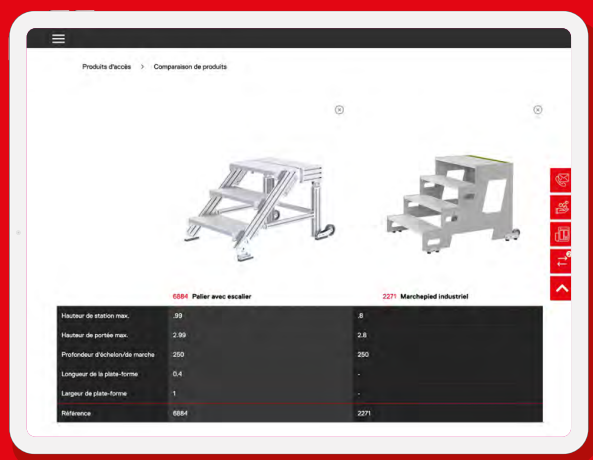 Produits d'accès > Comparaison de produits
2
6884 Palier avec escalier 2271 Marchepied industriel
Hauteur de station max. .99 .8
Hauteur de portée max. 2.99 2.8
Profondeur d'échelon/de marche 250 250
Longueur de la plate-forme 0.4 -
Largeur de plate-forme 1 -
Référence 6884 2271